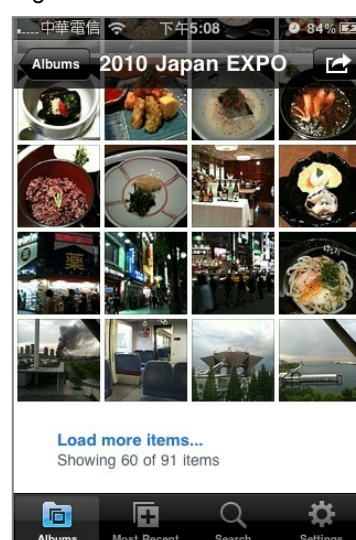 中華電信 下午5:08 84%
Albums 2010 Japan EXPO
薬
Load more items...
Showing 60 of 91 items
Albums Most Recent Search Settings